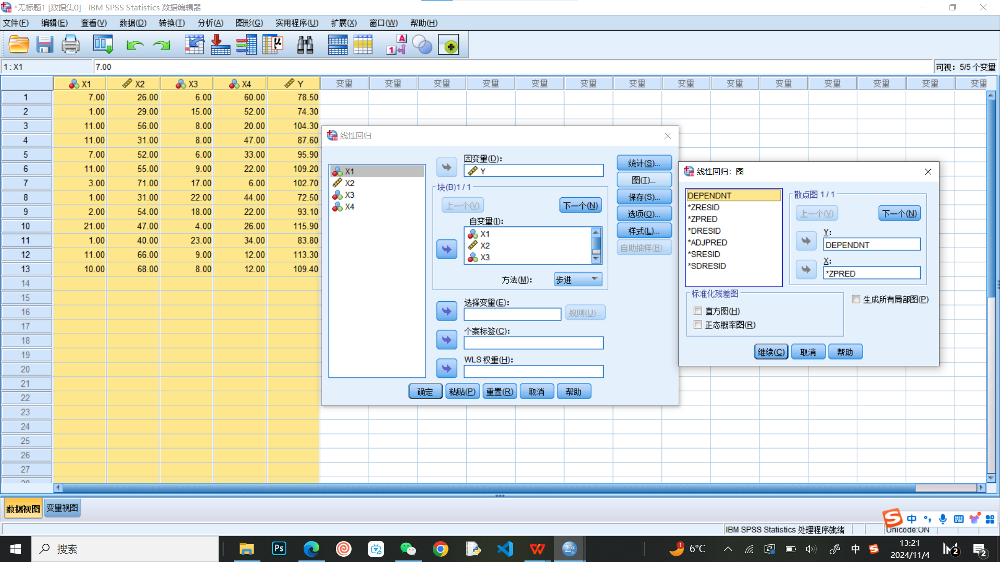 *无标题1 [数据集0] - IBM SPSS Statistics 数据编辑器
文件(F) 编辑(E) 查看(V) 数据(D) 转换(T) 分析(A) 图形(G) 实用程序(U) 扩展(X) 窗口(W) 帮助(H)
1 : X1 7.00 可视: 5/5 个变量
X1 X2 X3 X4 Y 变量 变量 变量 变量 变量 变量 变量 变量 变量 变量 变量 变量 变量 变量
1 7.00 26.00 6.00 60.00 78.50
2 1.00 29.00 15.00 52.00 74.30
3 11.00 56.00 8.00 20.00 104.30
4 11.00 31.00 8.00 47.00 87.60
5 7.00 52.00 6.00 33.00 95.90
6 11.00 55.00 9.00 22.00 109.20
7 3.00 71.00 17.00 6.00 102.70
8 1.00 31.00 22.00 44.00 72.50
9 2.00 54.00 18.00 22.00 93.10
10 21.00 47.00 4.00 26.00 115.90
11 1.00 40.00 23.00 34.00 83.80
12 11.00 66.00 9.00 12.00 113.30
13 10.00 68.00 8.00 12.00 109.40
14
15
16
17
18
19
20
21
22
23
24
25
26
27
28
线性回归
X1
X2
X3
X4
因变量(D):
Y
块(B)1 / 1
上一个(V) 下一个(N)
自变量(I):
X1
X2
X3
方法(M): 步进
选择变量(E):
规则(U)...
个案标签(C):
WLS 权重(H):
统计(S)...
图(T)...
保存(S)...
选项(O)...
样式(L)...
自助抽样(B)...
确定 粘贴(P) 重置(R) 取消 帮助
线性回归: 图
DEPENDNT
*ZRESID
*ZPRED
*DRESID
*ADJPRED
*SRESID
*SDRESID
散点图 1 / 1
上一个(V) 下一个(N)
Y:
DEPENDNT
X:
*ZPRED
标准化残差图
直方图(H)
正态概率图(R)
生成所有局部图(P)
继续(C) 取消 帮助
数据视图 变量视图
中
IBM SPSS Statistics 处理程序就绪 Unicode:ON
搜索
Ps
1 6°C
中
13:21
2024/11/4
2
2